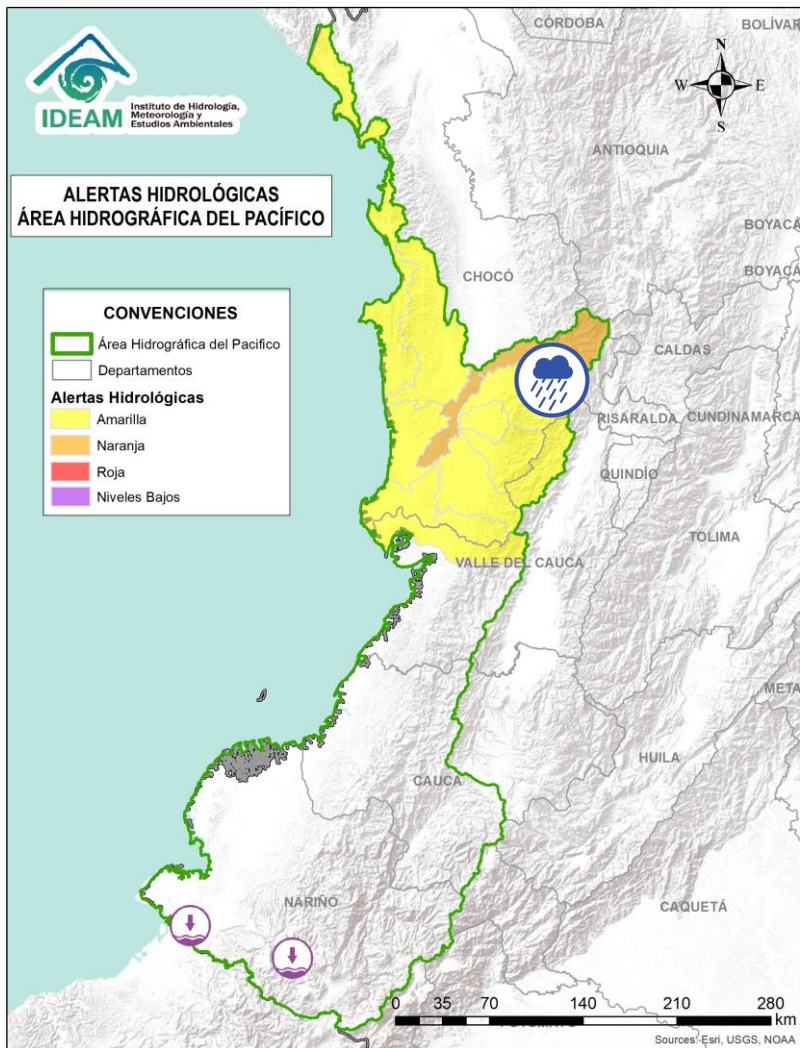 CÓRDOBA
BOLÍVAR
N
W
E
S
IDEAM
Instituto de Hidrología,
Meteorología y
Estudios Ambientales
ANTIOQUIA
ALERTAS HIDROLÓGICAS
ÁREA HIDROGRÁFICA DEL PACÍFICO
BOYACÁ
BOYACÁ
CHOCÓ
CONVENCIONES
Área Hidrográfica del Pacifico
Departamentos
Alertas Hidrológicas
Amarilla
Naranja
Roja
Niveles Bajos
CALDAS
RISARALDA
CUNDINAMARCA
QUINDÍO
TOLIMA
VALLE DEL CAUCA
META
HUILA
CAUCA
NARIÑO
CAQUETÁ
0 35 70 140 210 280
km
Sources: Esri, USGS, NOAA